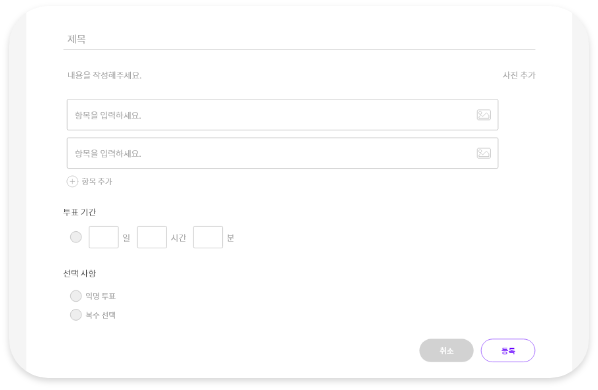 제목
내용을 작성해주세요. 사진 추가
항목을 입력하세요.
항목을 입력하세요.
항목 추가
투표 기간
일 시간 분
선택 사항
익명 투표
복수 선택
취소 등록